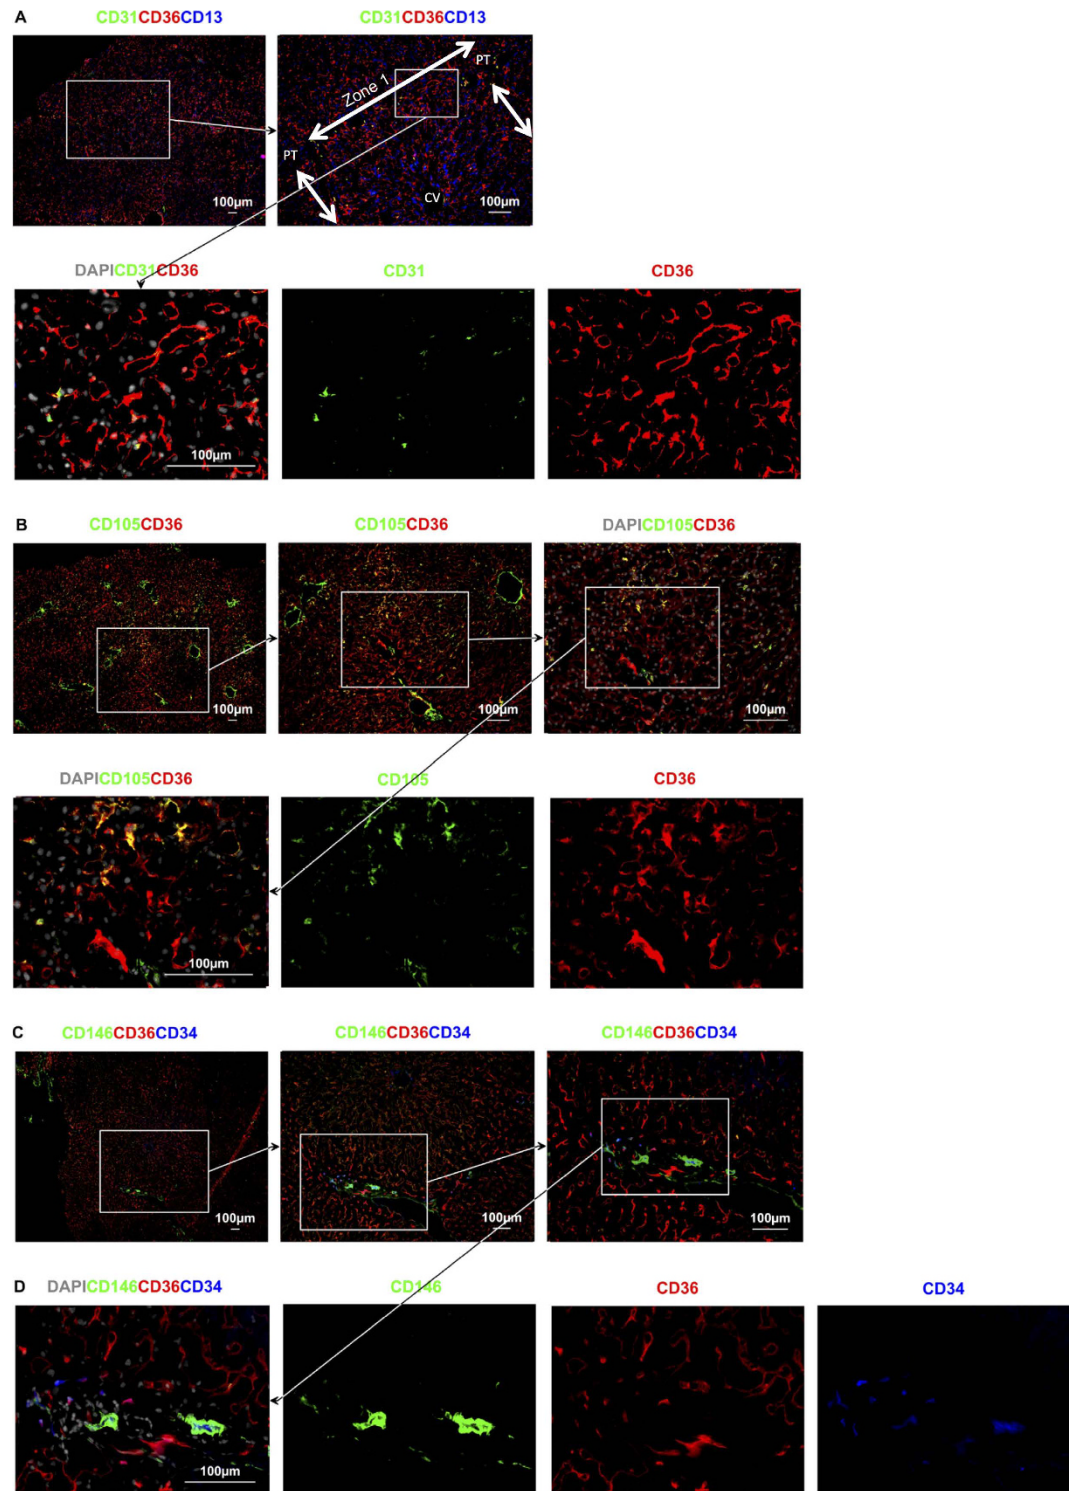 A CD31CD36CD13 CD31CD36CD13
Zone 1
PT
PT
CV
100µm 100µm
DAPICD31CD36 CD31 CD36
100µm
B CD105CD36 CD105CD36 DAPICD105CD36
100µm 100µm 100µm
DAPICD105CD36 CD105 CD36
100µm
C CD146CD36CD34 CD146CD36CD34 CD146CD36CD34
100µm 100µm 100µm
D DAPICD146CD36CD34 CD146 CD36 CD34
100µm